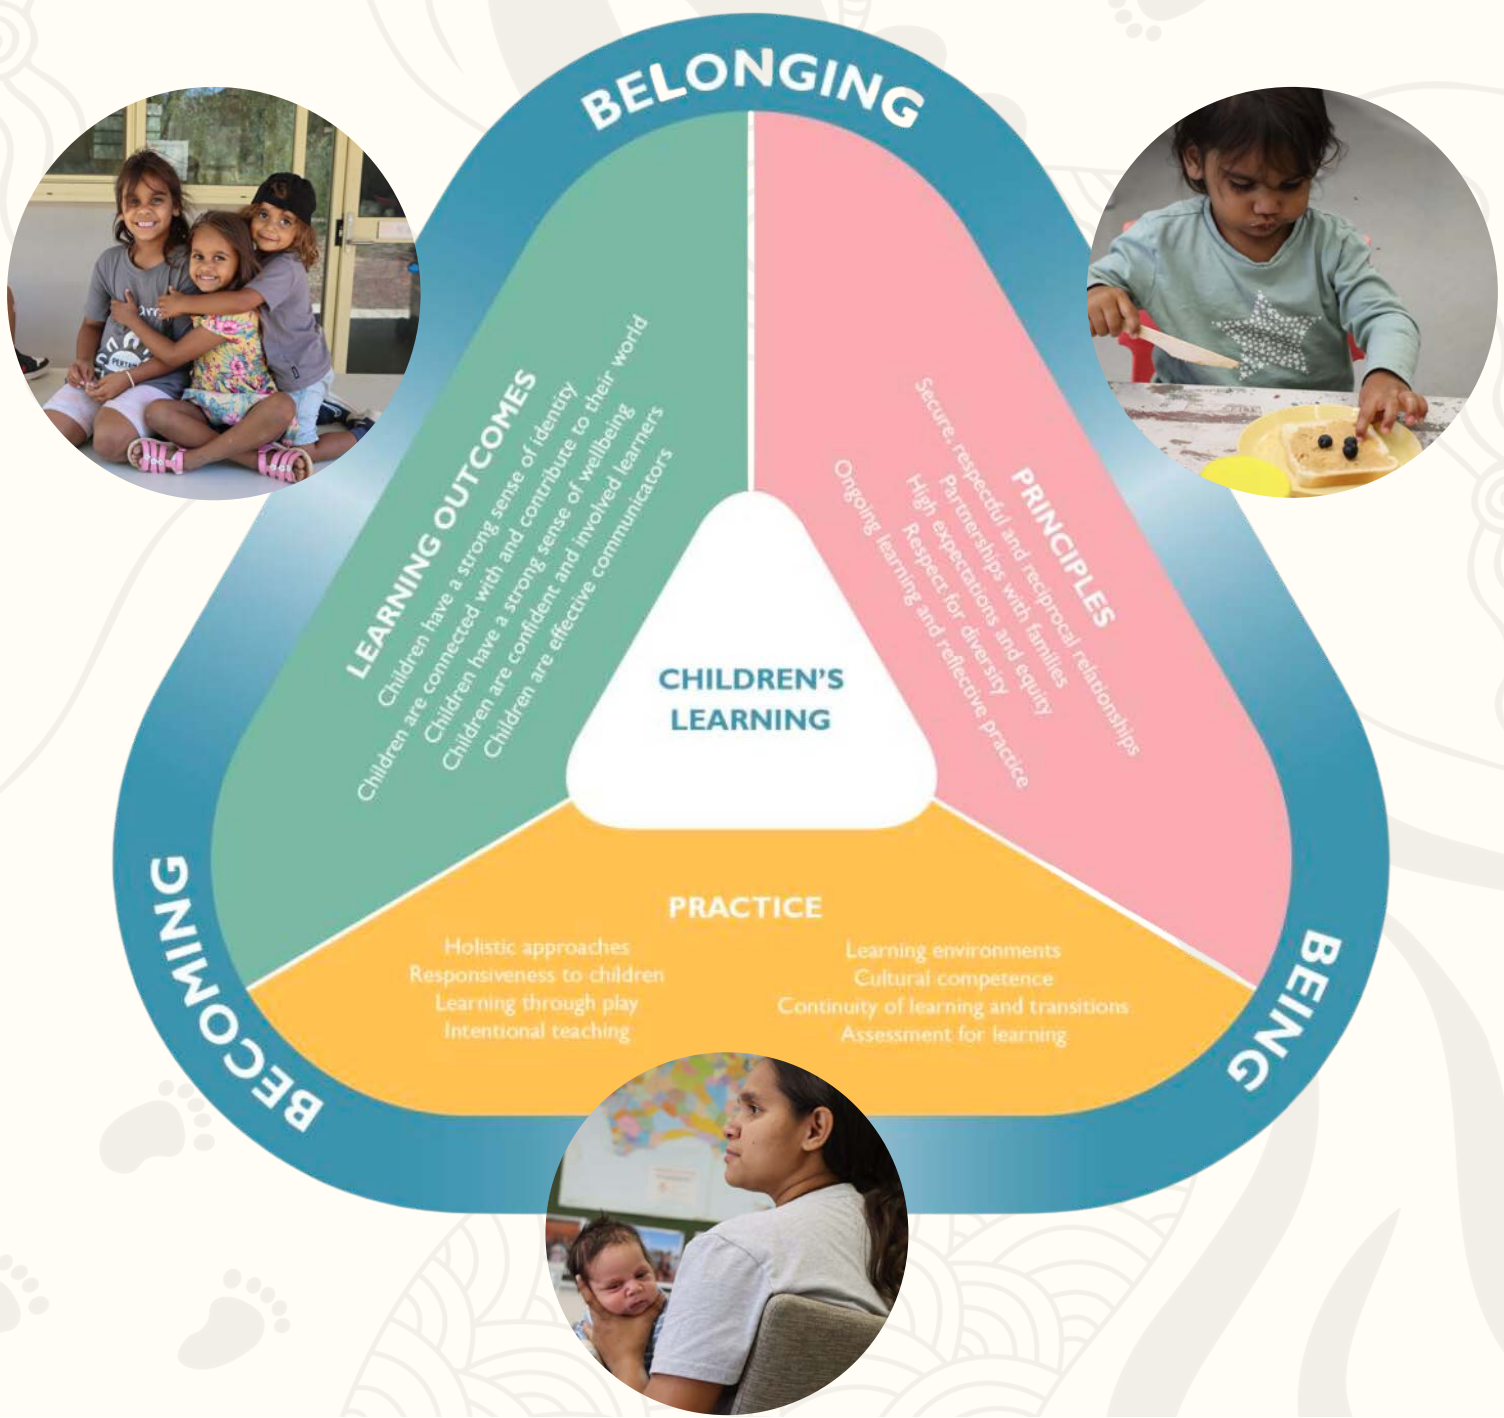 BELONGING
LEARNING OUTCOMES
Children have a strong sense of identity
Children are connected with and contribute to their world
Children have a strong sense of wellbeing
Children are confident and involved learners
Children are effective communicators
PRINCIPLES
Secure, respectful and reciprocal relationships
Partnerships with families
High expectations and equity
Respect for diversity
Ongoing learning and reflective practice
CHILDREN'S
LEARNING
PRACTICE
Holistic approaches
Responsiveness to children
Learning through play
Intentional teaching
Learning environments
Cultural competence
Continuity of learning and transitions
Assessment for learning
BECOMING
BEING